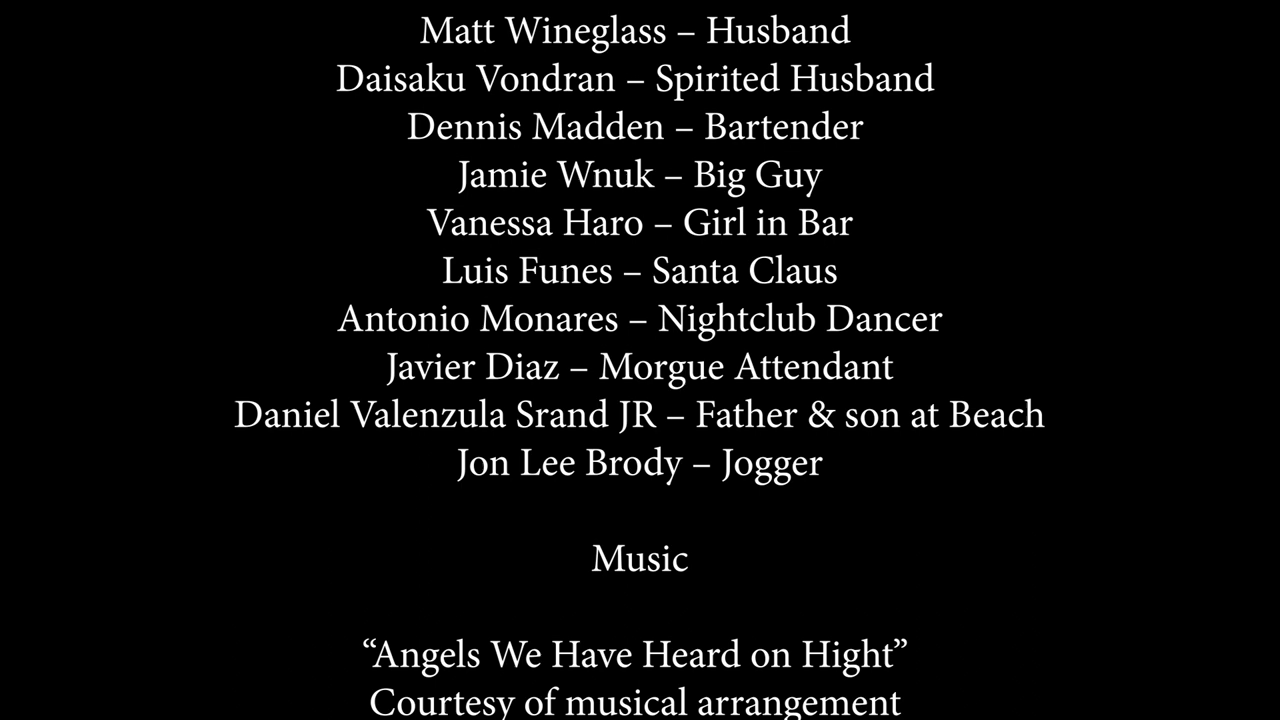 Matt Wineglass – Husband
Daisaku Vondran – Spirited Husband
Dennis Madden – Bartender
Jamie Wnuk – Big Guy
Vanessa Haro – Girl in Bar
Luis Funes – Santa Claus
Antonio Monares – Nightclub Dancer
Javier Diaz – Morgue Attendant
Daniel Valenzula Srand JR – Father & son at Beach
Jon Lee Brody – Jogger
Music
“Angels We Have Heard on Hight”
Courtesy of musical arrangement